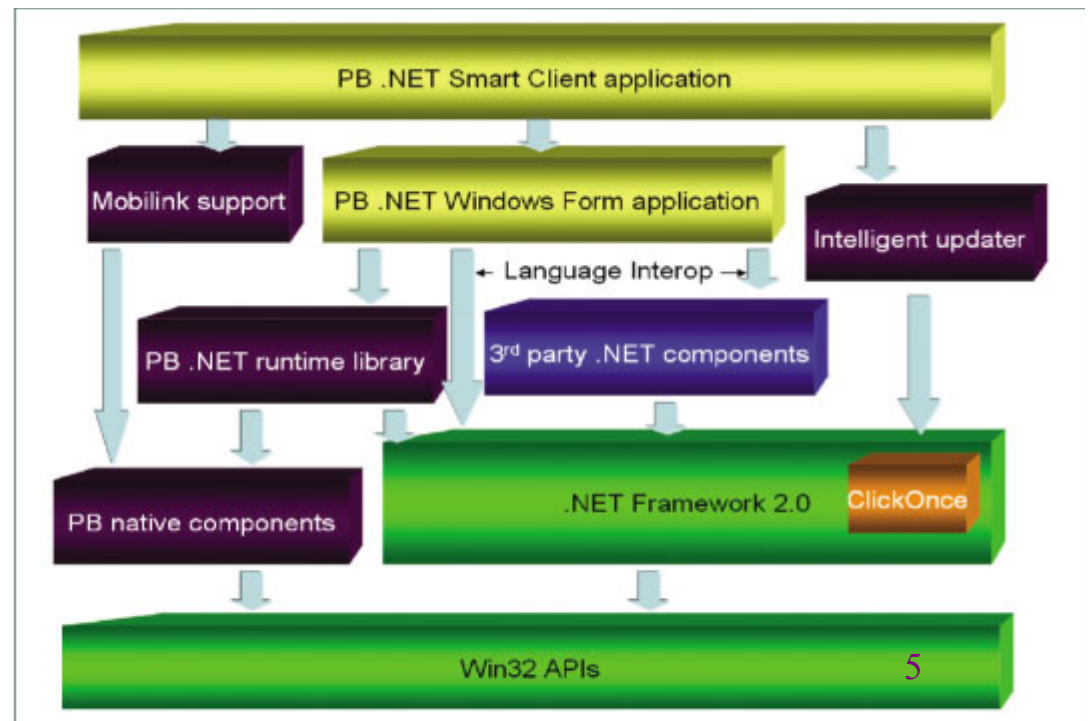 PB .NET Smart Client application
Mobilink support
PB .NET Windows Form application
Intelligent updater
← Language Interop →
PB .NET runtime library
3rd party .NET components
.NET Framework 2.0
ClickOnce
PB native components
Win32 APIs
5